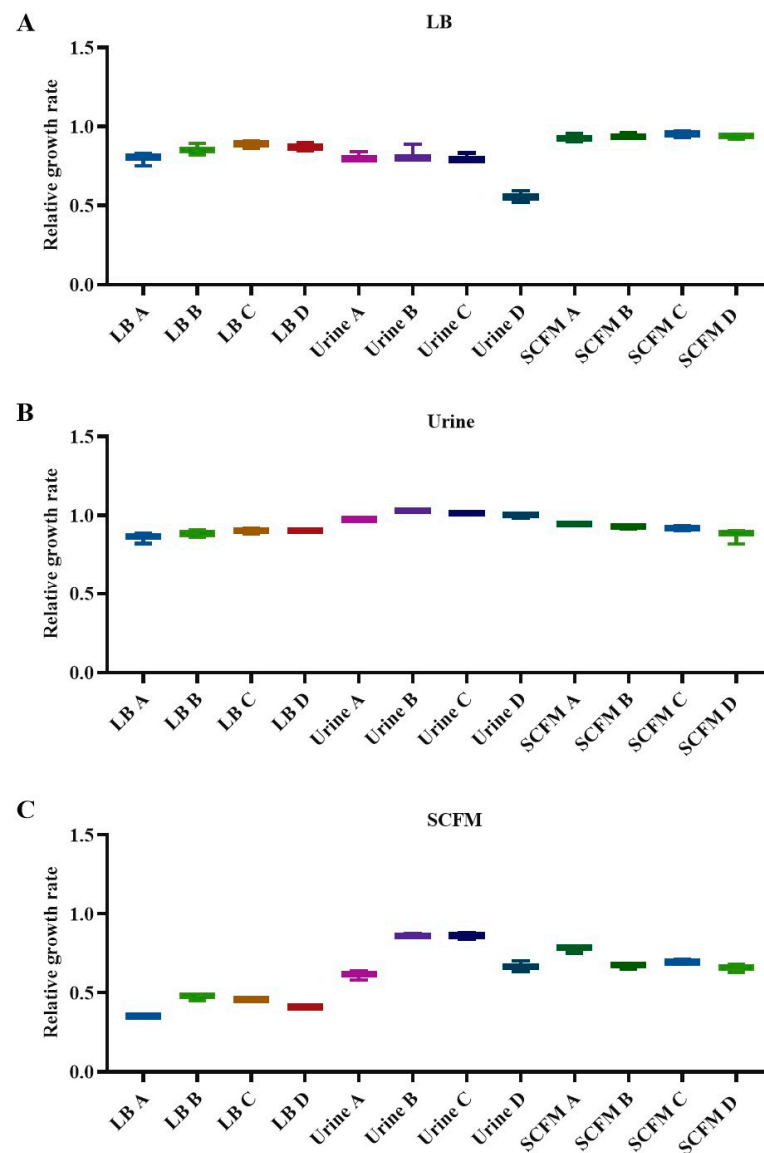 A
LB
Relative growth rate
1.5
1.0
0.5
0.0
LB A
LB B
LB C
LB D
Urine A
Urine B
Urine C
Urine D
SCFM A
SCFM B
SCFM C
SCFM D
B
Urine
Relative growth rate
1.5
1.0
0.5
0.0
LB A
LB B
LB C
LB D
Urine A
Urine B
Urine C
Urine D
SCFM A
SCFM B
SCFM C
SCFM D
C
SCFM
Relative growth rate
1.5
1.0
0.5
0.0
LB A
LB B
LB C
LB D
Urine A
Urine B
Urine C
Urine D
SCFM A
SCFM B
SCFM C
SCFM D